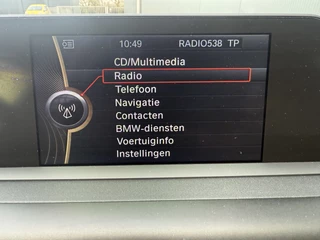 10:49 RADIO538 TP
CD/Multimedia
Radio
Telefoon
Navigatie
Contacten
BMW-diensten
Voertuiginfo
Instellingen